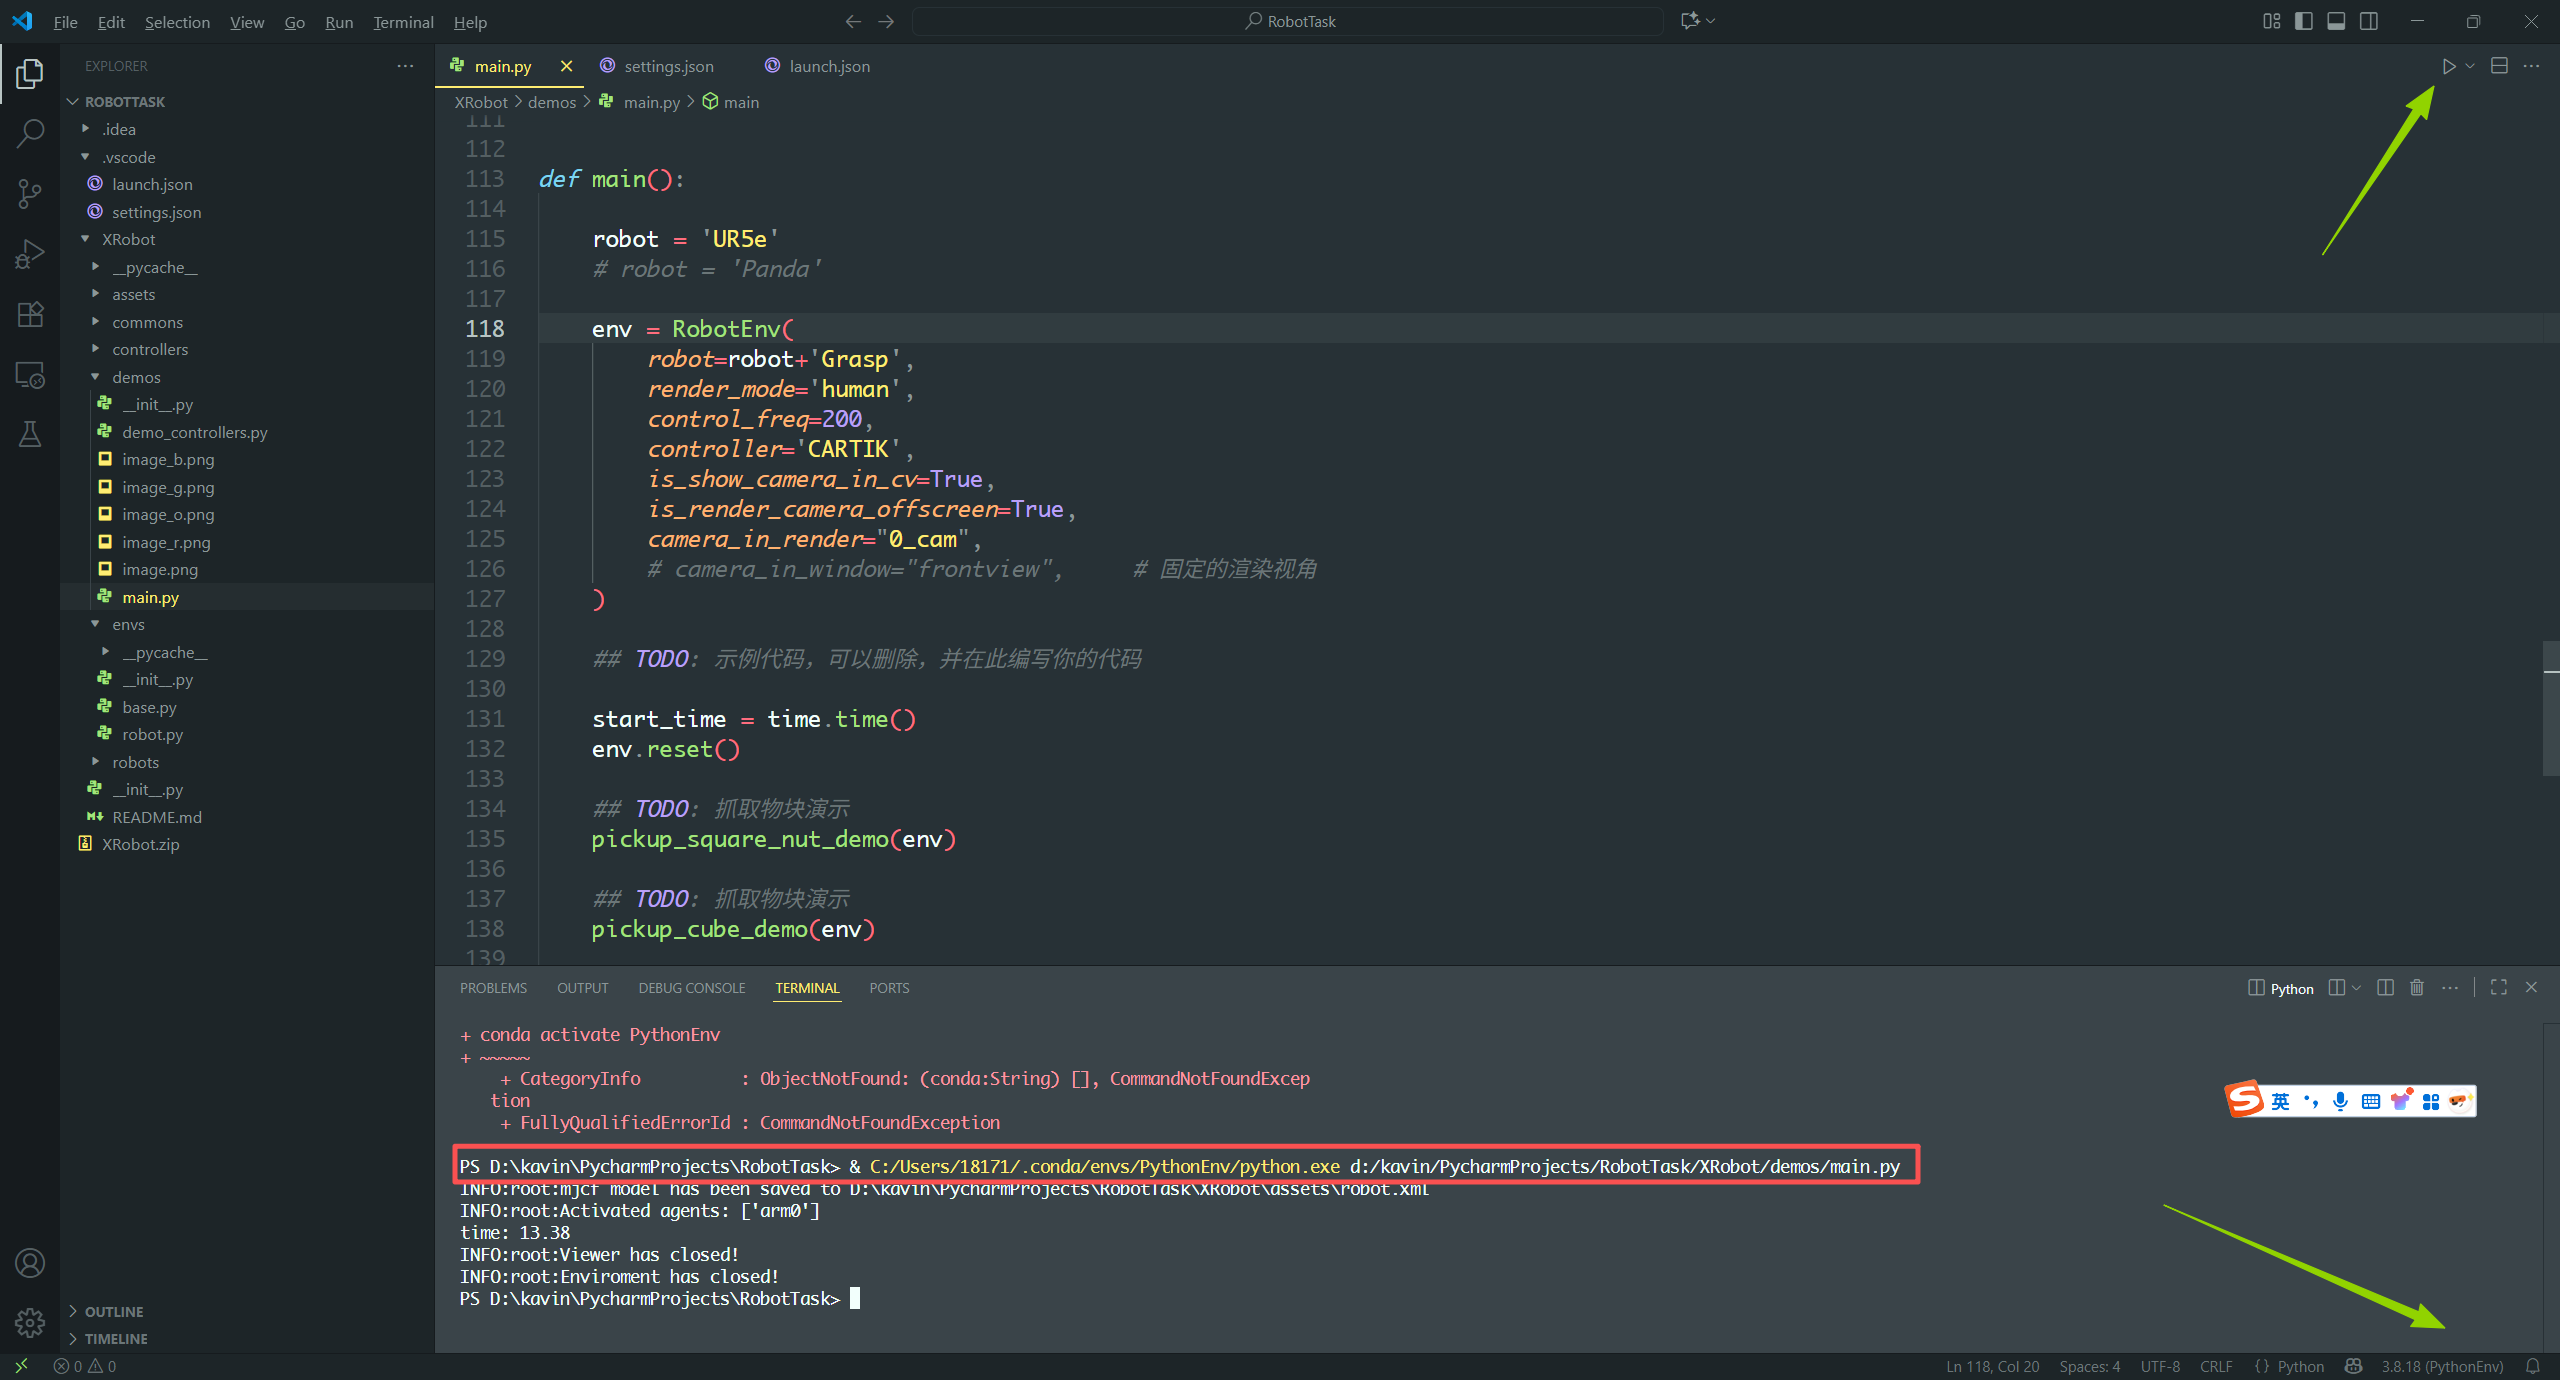 File Edit Selection View Go Run Terminal Help
RobotTask
EXPLORER
ROBOTTASK
.idea
.vscode
launch.json
settings.json
XRobot
__pycache__
assets
commons
controllers
demos
__init__.py
demo_controllers.py
image_b.png
image_g.png
image_o.png
image_r.png
image.png
main.py
envs
__pycache__
__init__.py
base.py
robot.py
robots
__init__.py
README.md
XRobot.zip
OUTLINE
TIMELINE
main.py settings.json launch.json
XRobot > demos > main.py > main
111
112
113 def main():
114
115 robot = 'UR5e'
116 # robot = 'Panda'
117
118 env = RobotEnv(
119 robot=robot+'Grasp',
120 render_mode='human',
121 control_freq=200,
122 controller='CARTIK',
123 is_show_camera_in_cv=True,
124 is_render_camera_offscreen=True,
125 camera_in_render="0_cam",
126 # camera_in_window="frontview", # 固定的渲染视角
127 )
128
129 ## TODO: 示例代码，可以删除，并在此编写你的代码
130
131 start_time = time.time()
132 env.reset()
133
134 ## TODO: 抓取物块演示
135 pickup_square_nut_demo(env)
136
137 ## TODO: 抓取物块演示
138 pickup_cube_demo(env)
139
PROBLEMS OUTPUT DEBUG CONSOLE TERMINAL PORTS
Python
+ conda activate PythonEnv
+ ~~~~~
+ CategoryInfo : ObjectNotFound: (conda:String) [], CommandNotFoundExcep
tion
+ FullyQualifiedErrorId : CommandNotFoundException
PS D:\kavin\PycharmProjects\RobotTask> & C:/Users/18171/.conda/envs/PythonEnv/python.exe d:/kavin/PycharmProjects/RobotTask/XRobot/demos/main.py
INFO:root:mjcf model has been saved to D:\kavin\PycharmProjects\RobotTask\XRobot\assets\robot.xml
INFO:root:Activated agents: ['arm0']
time: 13.38
INFO:root:Viewer has closed!
INFO:root:Enviroment has closed!
PS D:\kavin\PycharmProjects\RobotTask>
S 英
0 0
Ln 118, Col 20 Spaces: 4 UTF-8 CRLF {} Python 3.8.18 (PythonEnv)